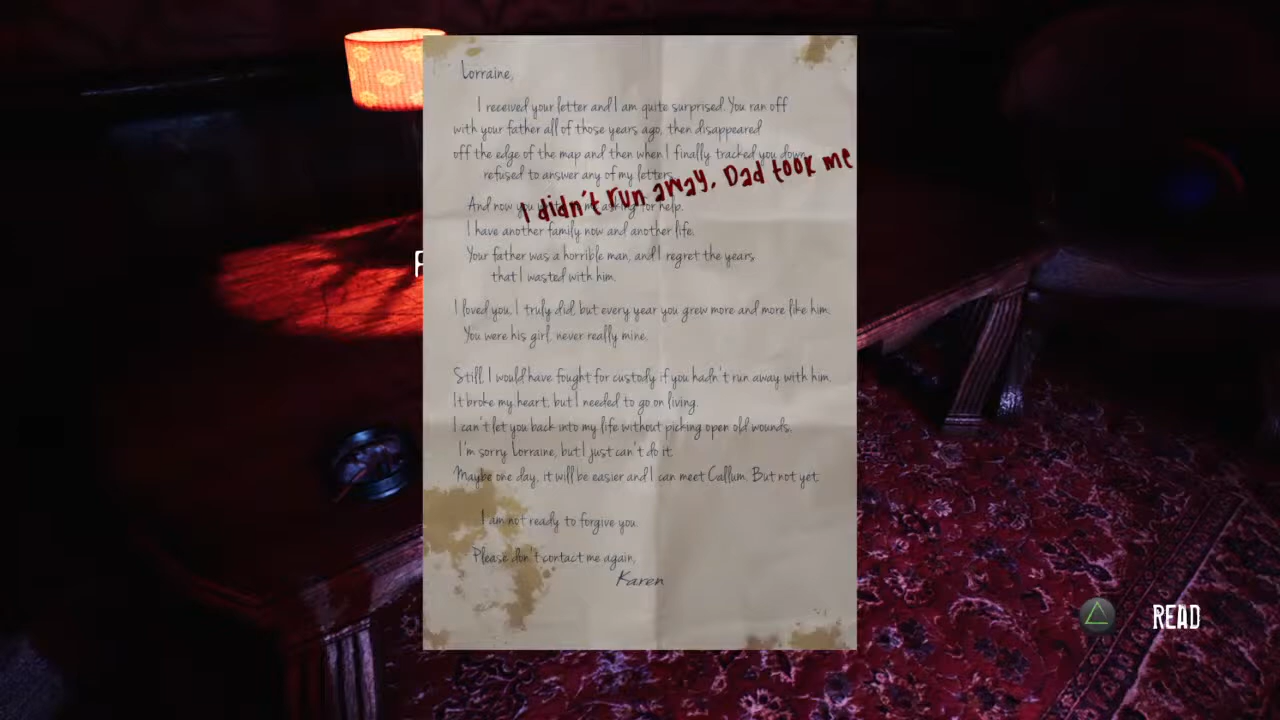 Lorraine,
I received your letter and I am quite surprised. You ran off
with your father all of those years ago, then disappeared
off the edge of the map and then when I finally tracked you down,
refused to answer any of my letters.
I didn't run away. Dad took me
And now you me asking for help.
I have another family now and another life.
Your father was a horrible man, and I regret the years
that I wasted with him.
I loved you, I truly did, but every year you grew more and more like him.
You were his girl, never really mine.
Still, I would have fought for custody if you hadn't run away with him.
It broke my heart, but I needed to go on living.
I can't let you back into my life without picking open old wounds.
I'm sorry Lorraine, but I just can't do it.
Maybe one day, it will be easier and I can meet Callum. But not yet.
I am not ready to forgive you.
Please don't contact me again,
Karen
READ